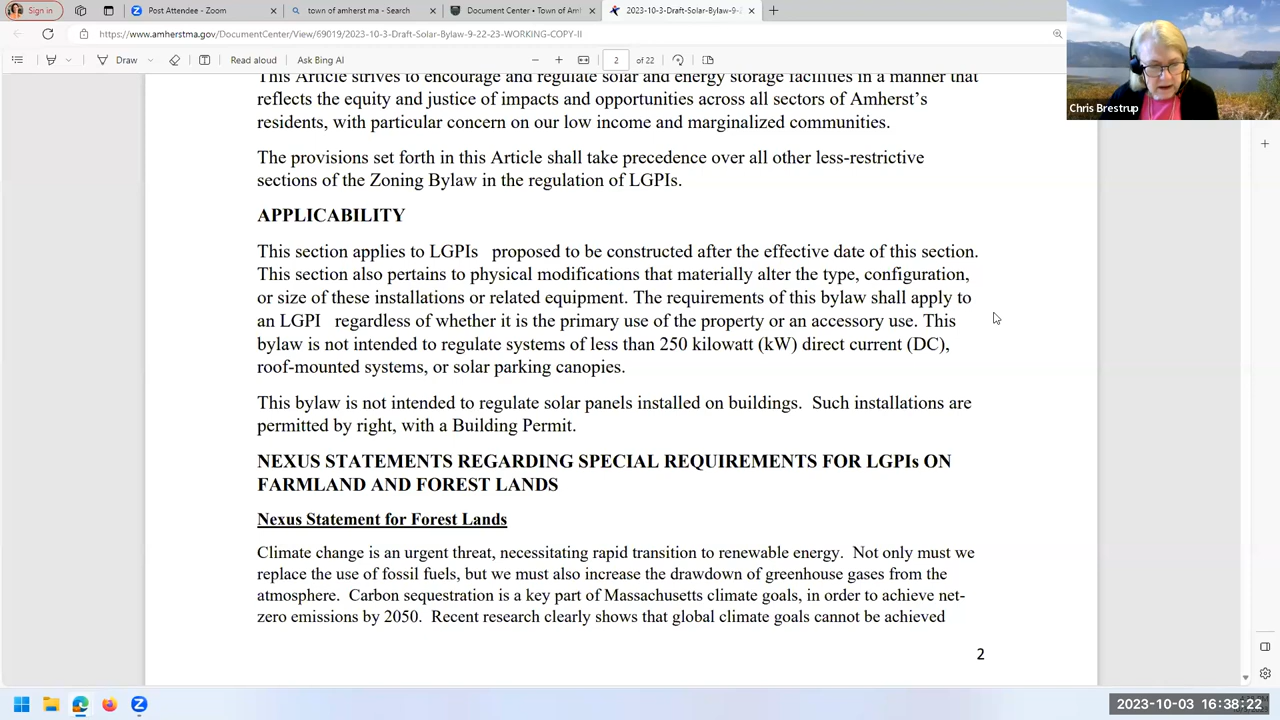 Sign in
Post Attendee - Zoom
town of amherst ma - Search
Document Center • Town of Am
2023-10-3-Draft-Solar-Bylaw-9-2
https://www.amherstma.gov/DocumentCenter/View/69019/2023-10-3-Draft-Solar-Bylaw-9-22-23-WORKING-COPY-II
Draw
Read aloud
Ask Bing AI
2
of 22
Chris Brestrup
This Article strives to encourage and regulate solar and energy storage facilities in a manner that
reflects the equity and justice of impacts and opportunities across all sectors of Amherst’s
residents, with particular concern on our low income and marginalized communities.
The provisions set forth in this Article shall take precedence over all other less-restrictive
sections of the Zoning Bylaw in the regulation of LGPIs.
APPLICABILITY
This section applies to LGPIs proposed to be constructed after the effective date of this section.
This section also pertains to physical modifications that materially alter the type, configuration,
or size of these installations or related equipment. The requirements of this bylaw shall apply to
an LGPI regardless of whether it is the primary use of the property or an accessory use. This
bylaw is not intended to regulate systems of less than 250 kilowatt (kW) direct current (DC),
roof-mounted systems, or solar parking canopies.
This bylaw is not intended to regulate solar panels installed on buildings. Such installations are
permitted by right, with a Building Permit.
NEXUS STATEMENTS REGARDING SPECIAL REQUIREMENTS FOR LGPIs ON
FARMLAND AND FOREST LANDS
Nexus Statement for Forest Lands
Climate change is an urgent threat, necessitating rapid transition to renewable energy. Not only must we
replace the use of fossil fuels, but we must also increase the drawdown of greenhouse gases from the
atmosphere. Carbon sequestration is a key part of Massachusetts climate goals, in order to achieve net-
zero emissions by 2050. Recent research clearly shows that global climate goals cannot be achieved
2
2023-10-03 16:38:22